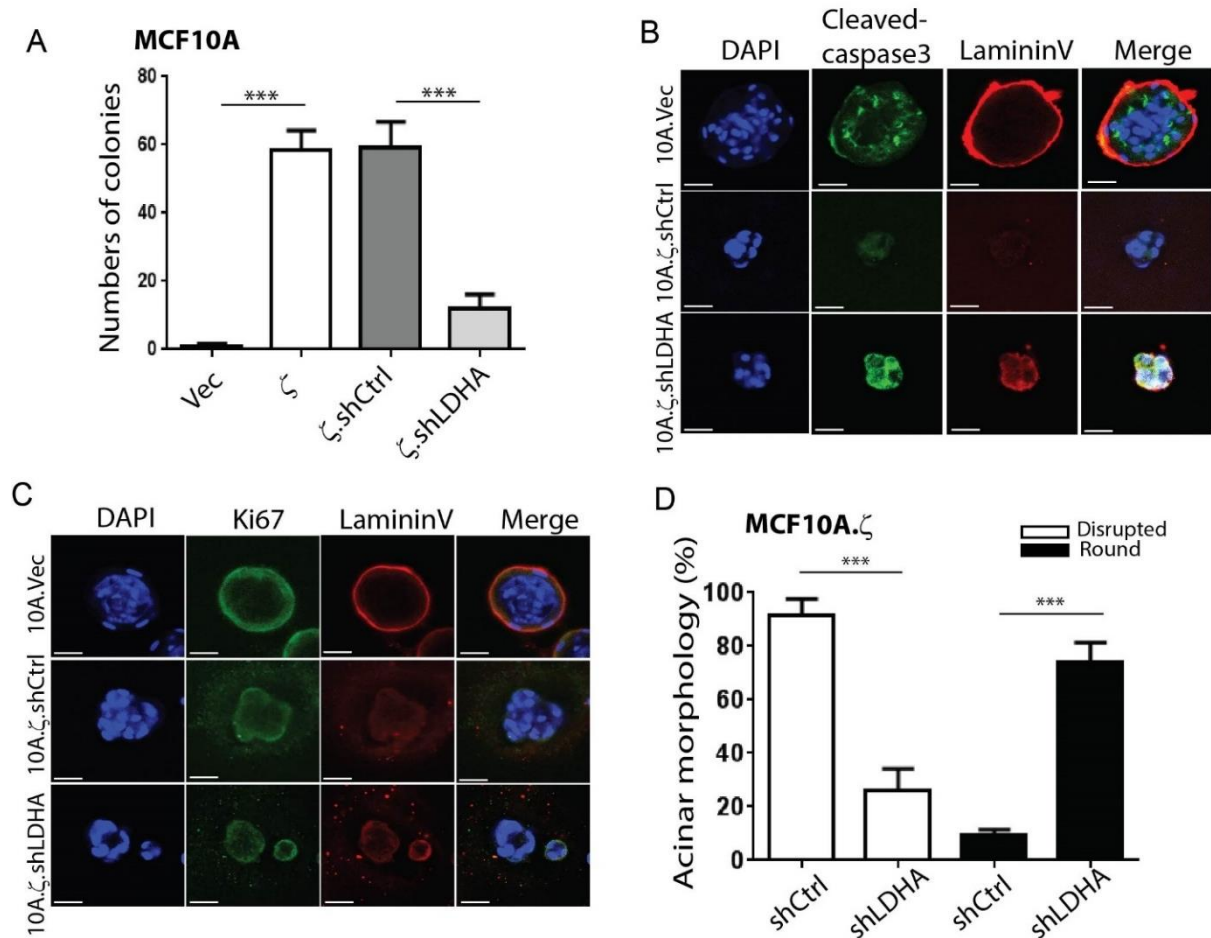 A
MCF10A
***
***
Numbers of colonies
80
60
40
20
0
Vec
ζ
ζ.shCtrl
ζ.shLDHA
B
DAPI
Cleaved-
caspase3
LamininV
Merge
10A.Vec
10A.ζ.shCtrl
10A.ζ.shLDHA
C
DAPI
Ki67
LamininV
Merge
10A.Vec
10A.ζ.shCtrl
10A.ζ.shLDHA
D
MCF10A.ζ
Disrupted
Round
***
***
Acinar morphology (%)
100
80
60
40
20
0
shCtrl
shLDHA
shCtrl
shLDHA